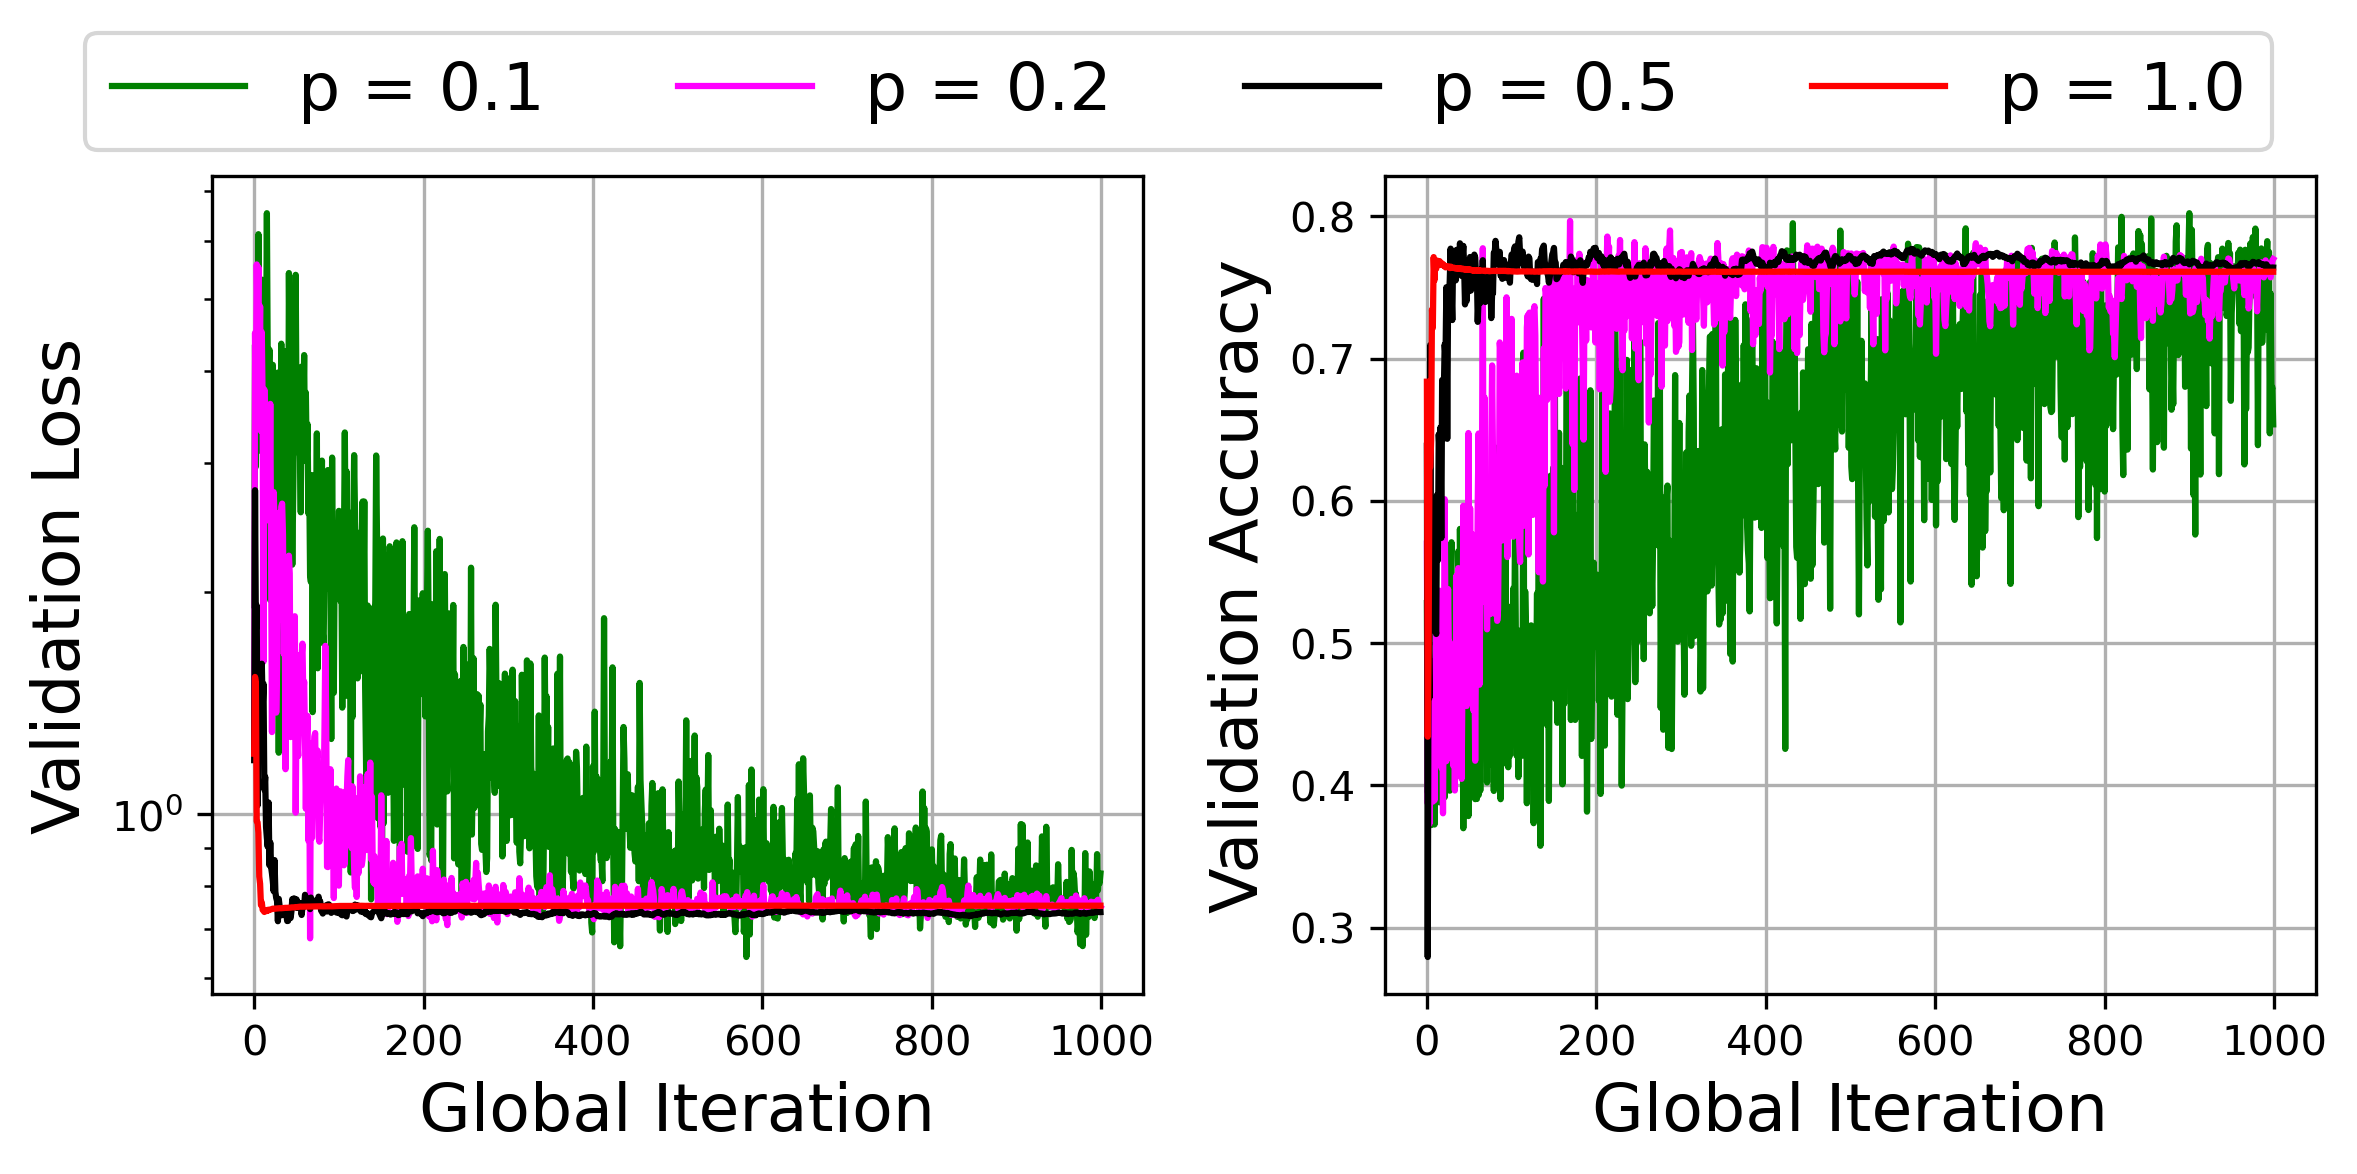 p = 0.1 p = 0.2 p = 0.5 p = 1.0
Validation Loss
10⁰
0 200 400 600 800 1000
Global Iteration
Validation Accuracy
0.8
0.7
0.6
0.5
0.4
0.3
0 200 400 600 800 1000
Global Iteration